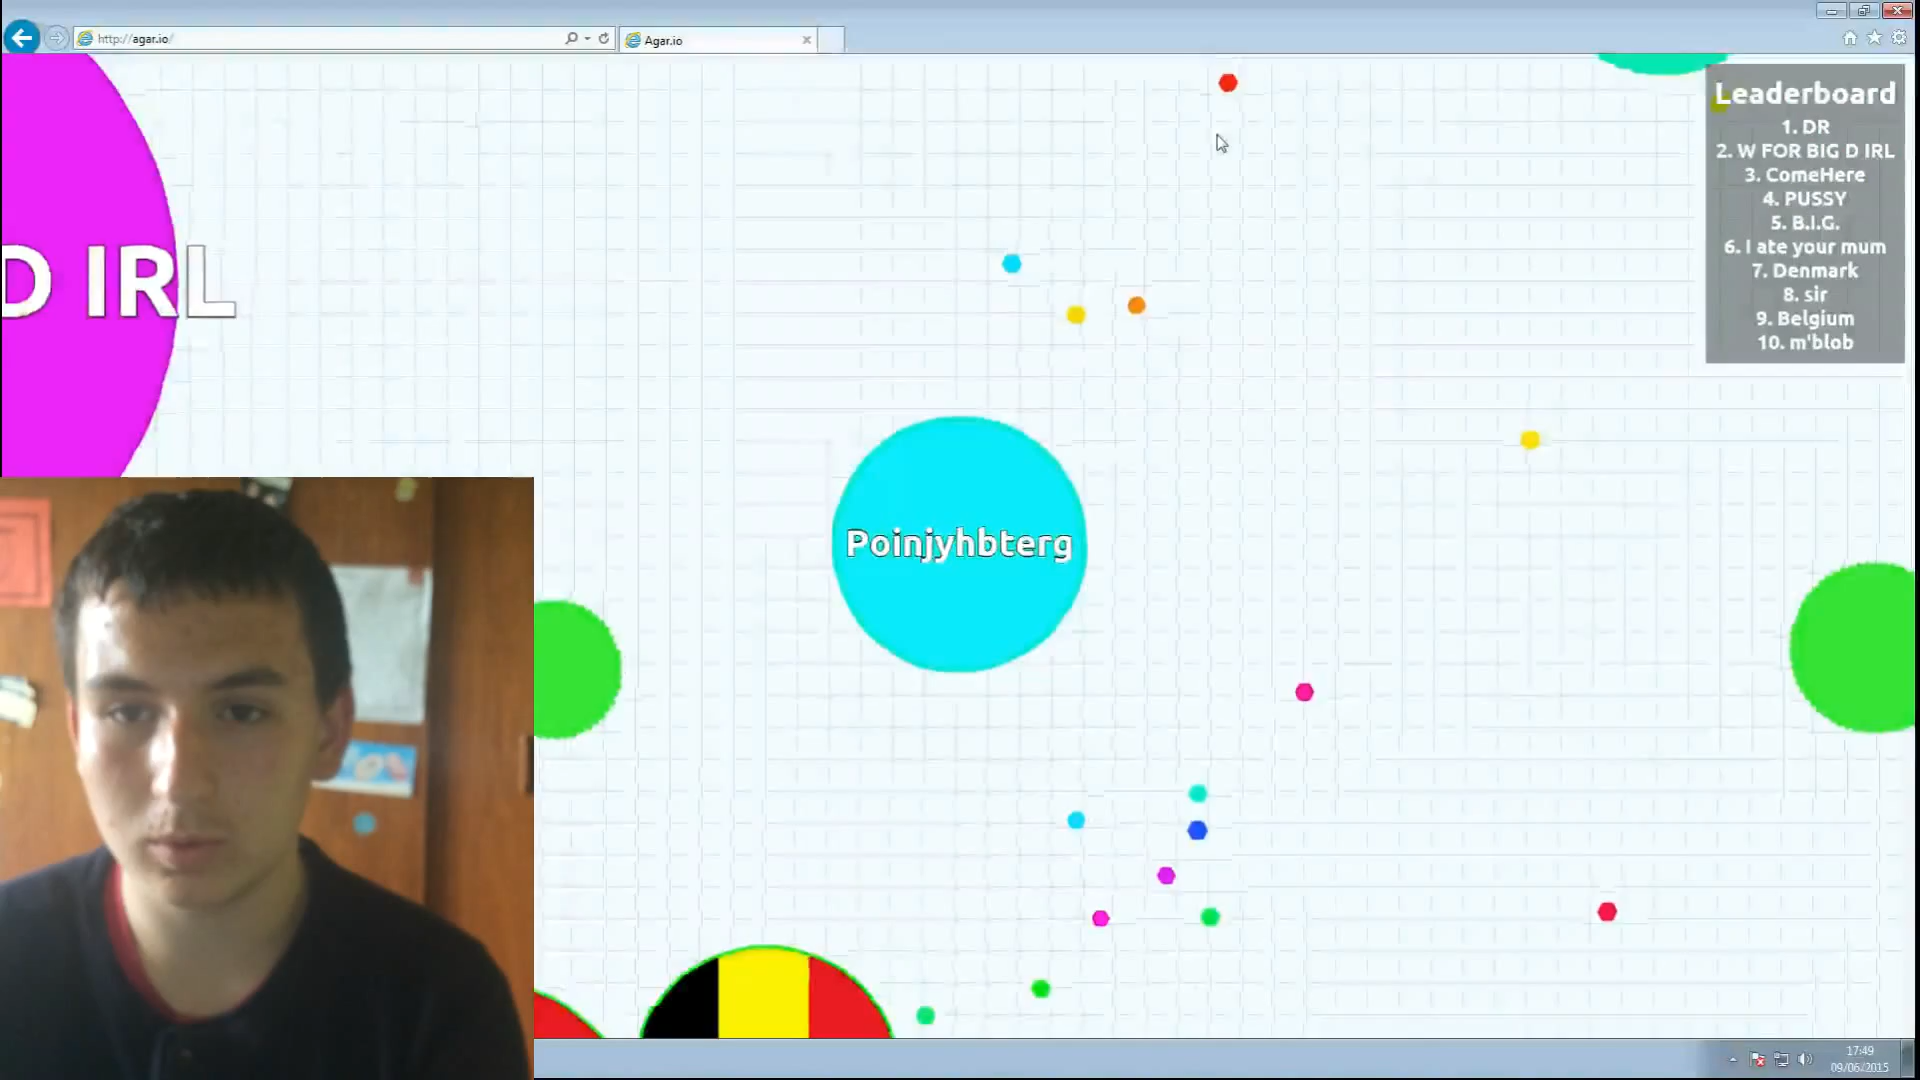 http://agar.io/
Agar.io
Leaderboard
1. DR
2. W FOR BIG D IRL
3. ComeHere
4. PUSSY
5. B.I.G.
6. I ate your mum
7. Denmark
8. sir
9. Belgium
10. m'blob
D IRL
Poinjyhbterg
17:49
09/06/2015